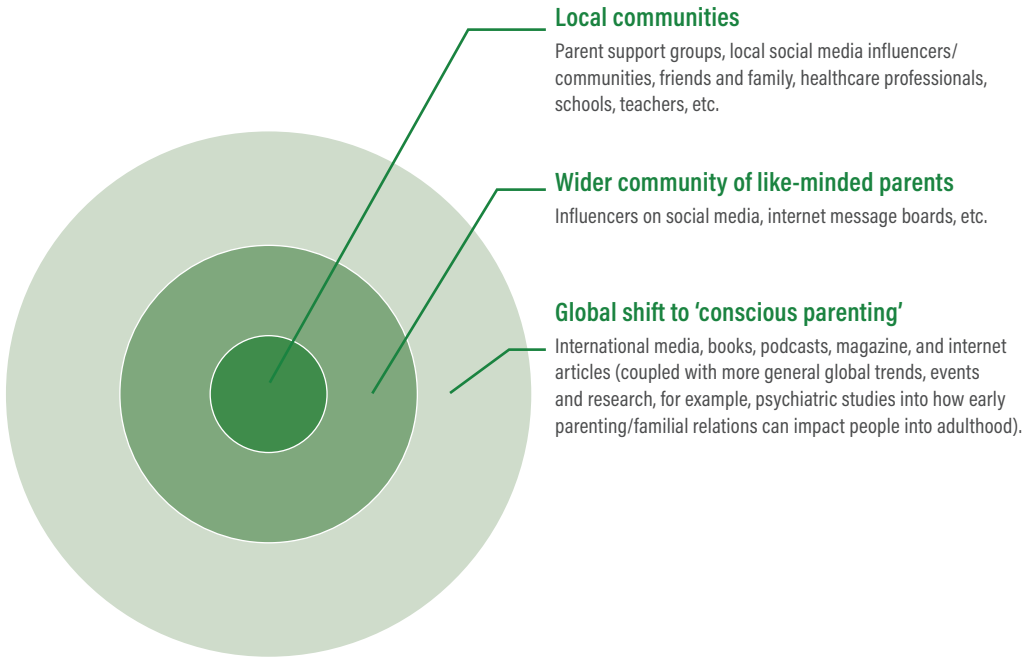 Local communities
Parent support groups, local social media influencers/
communities, friends and family, healthcare professionals,
schools, teachers, etc.
Wider community of like-minded parents
Influencers on social media, internet message boards, etc.
Global shift to ‘conscious parenting’
International media, books, podcasts, magazine, and internet
articles (coupled with more general global trends, events
and research, for example, psychiatric studies into how early
parenting/familial relations can impact people into adulthood).